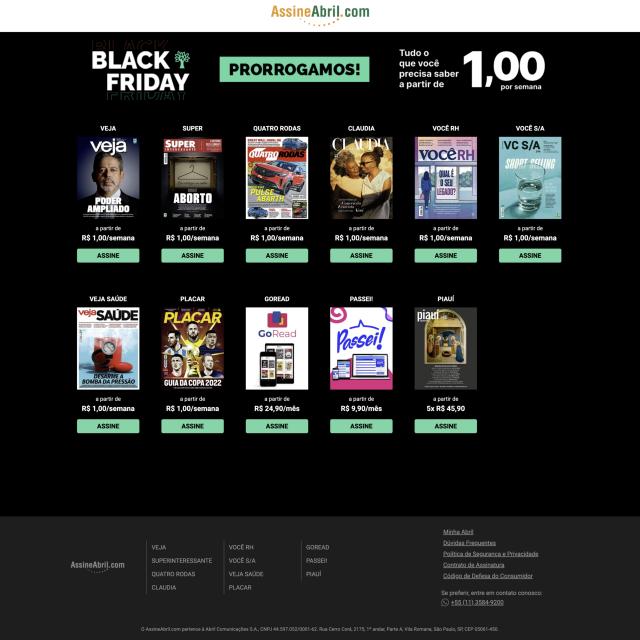 AssineAbril.com
BLACK
FRIDAY
PRORROGAMOS!
Tudo o
que você
precisa saber
a partir de
1,00
por semana
VEJA
SUPER
QUATRO RODAS
CLAUDIA
VOCÊ RH
VOCÊ S/A
veja
PODER
AMPLIADO
SUPER
ABORTO
QUATRO RODAS
PULSE
ABARTH
CLAUDIA
VOCÊ RH
QUAL É
O SEU
LEGADO?
VC S/A
SHORT SELLING
a partir de
R$ 1,00/semana
ASSINE
a partir de
R$ 1,00/semana
ASSINE
a partir de
R$ 1,00/semana
ASSINE
a partir de
R$ 1,00/semana
ASSINE
a partir de
R$ 1,00/semana
ASSINE
a partir de
R$ 1,00/semana
ASSINE
VEJA SAÚDE
PLACAR
GOREAD
PASSEI!
PIAUÍ
veja SAÚDE
DESARME A
BOMBA DA PRESSÃO
PLACAR
GUIA DA COPA 2022
GoRead
Passei!
piauí
a partir de
R$ 1,00/semana
ASSINE
a partir de
R$ 1,00/semana
ASSINE
a partir de
R$ 24,90/mês
ASSINE
a partir de
R$ 9,90/mês
ASSINE
a partir de
5x R$ 45,90
ASSINE
AssineAbril.com
VEJA
SUPERINTERESSANTE
QUATRO RODAS
CLAUDIA
VOCÊ RH
VOCÊ S/A
VEJA SAÚDE
PLACAR
GOREAD
PASSEI!
PIAUÍ
Minha Abril
Dúvidas Frequentes
Política de Segurança e Privacidade
Contrato de Assinatura
Código de Defesa do Consumidor
Se preferir, entre em contato conosco:
+55 (11) 3584-9200
O AssineAbril.com pertence à Abril Comunicações S.A., CNPJ 44.597.052/0001-62. Rua Cerro Corá, 2175, 1º andar, Parte A, Vila Romana, São Paulo, SP, CEP 05061-450.